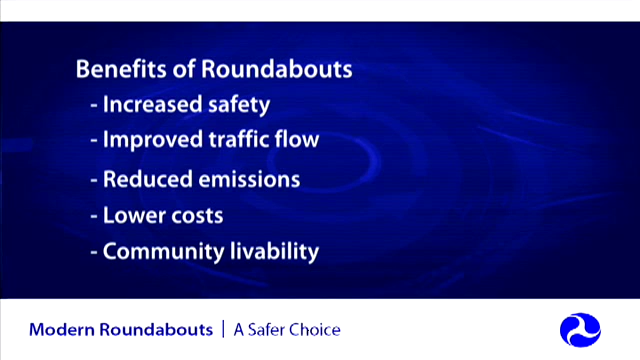 Benefits of Roundabouts
- Increased safety
- Improved traffic flow
- Reduced emissions
- Lower costs
- Community livability
Modern Roundabouts | A Safer Choice